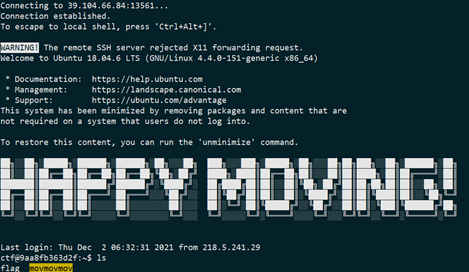 Connecting to 39.104.66.84:13561...
Connection established.
To escape to local shell, press 'Ctrl+Alt+]'.
WARNING! The remote SSH server rejected X11 forwarding request.
Welcome to Ubuntu 18.04.6 LTS (GNU/Linux 4.4.0-151-generic x86_64)
* Documentation:  https://help.ubuntu.com
* Management:     https://landscape.canonical.com
* Support:        https://ubuntu.com/advantage
This system has been minimized by removing packages and content that are
not required on a system that users do not log into.
To restore this content, you can run the 'unminimize' command.
HAPPY MOVING!
Last login: Thu Dec  2 06:32:31 2021 from 218.5.241.29
ctf@9aa8fb363d2f:~$ ls
flag  movmovmov